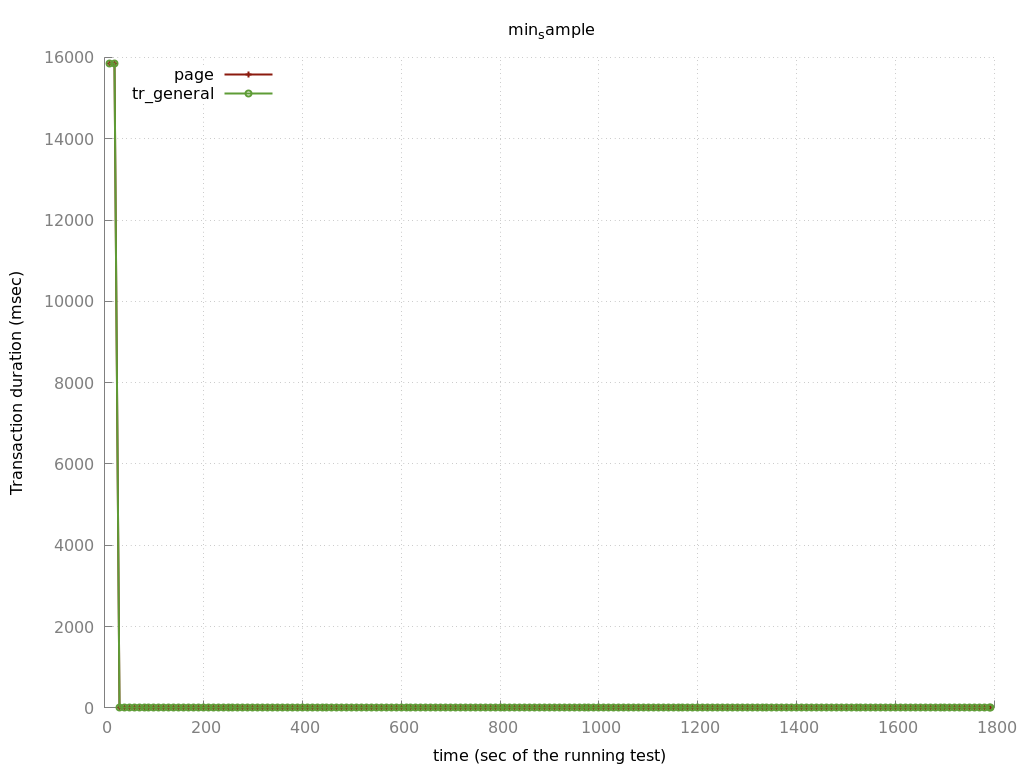 min_sample
16000
page
tr_general
14000
12000
10000
8000
6000
4000
2000
0
0 200 400 600 800 1000 1200 1400 1600 1800
Transaction duration (msec)
time (sec of the running test)